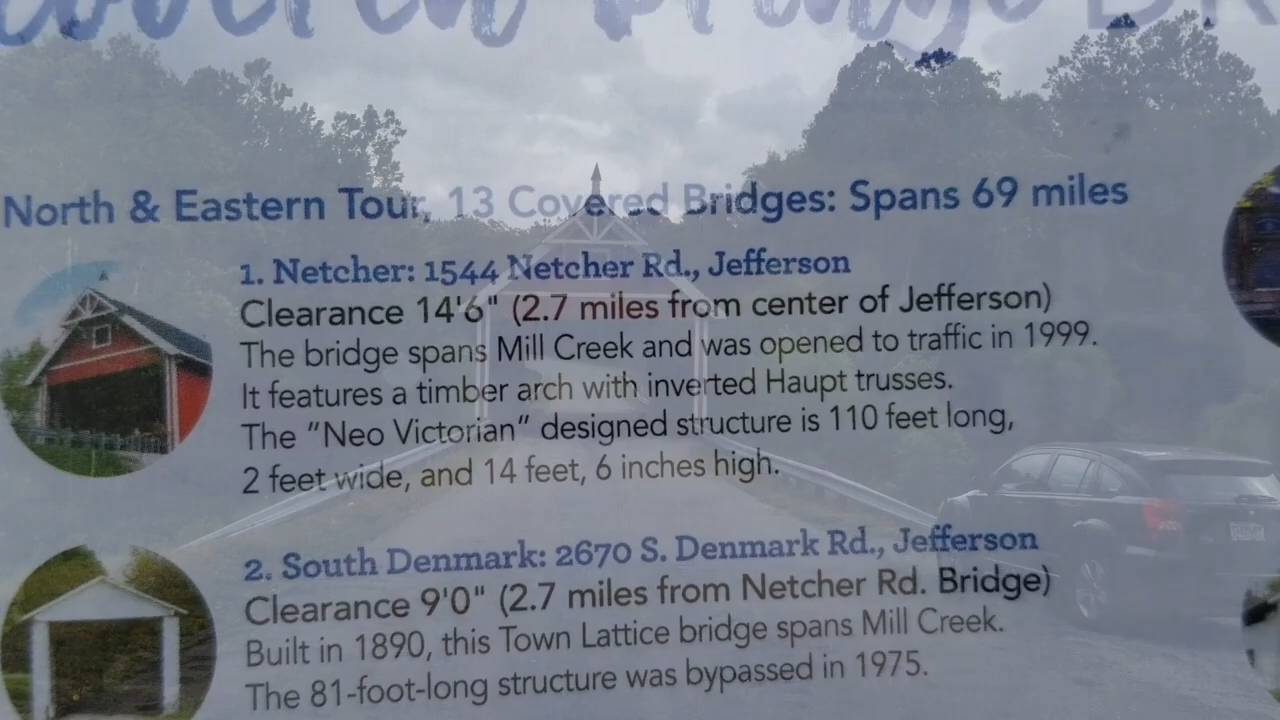 Covered Bridge
North & Eastern Tour, 13 Covered Bridges: Spans 69 miles
1. Netcher: 1544 Netcher Rd., Jefferson
Clearance 14'6" (2.7 miles from center of Jefferson)
The bridge spans Mill Creek and was opened to traffic in 1999.
It features a timber arch with inverted Haupt trusses.
The “Neo Victorian” designed structure is 110 feet long,
2 feet wide, and 14 feet, 6 inches high.
2. South Denmark: 2670 S. Denmark Rd., Jefferson
Clearance 9'0" (2.7 miles from Netcher Rd. Bridge)
Built in 1890, this Town Lattice bridge spans Mill Creek.
The 81-foot-long structure was bypassed in 1975.